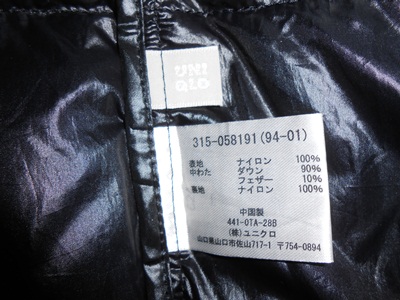 UNI
QLO
315-058191(94-01)
表地 ナイロン 100%
中わた ダウン 90%
フェザー 10%
裏地 ナイロン 100%
中国製
441-OTA-28B
(株)ユニクロ
山口県山口市佐山717-1 〒754-0894